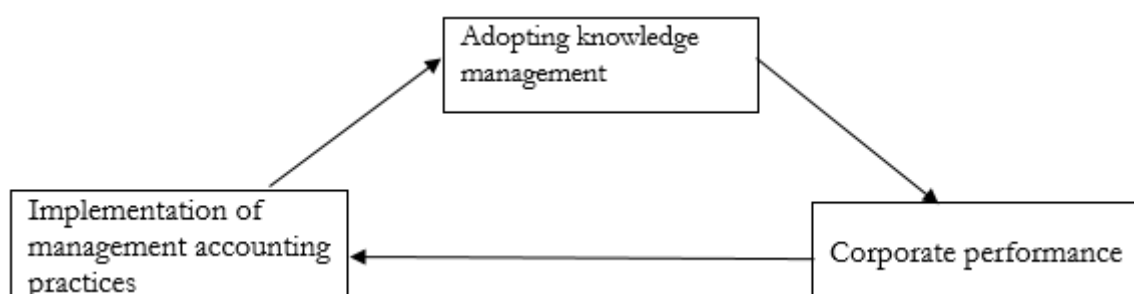 Adopting knowledge
management
Implementation of
management accounting
practices
Corporate performance